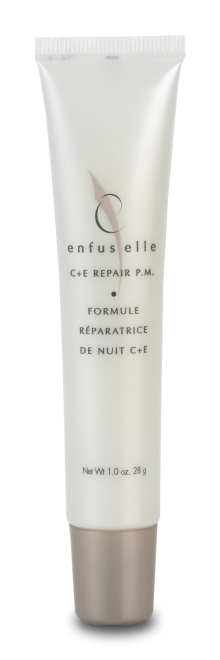 enfuselle
C+E REPAIR P.M.
•
FORMULE
RÉPARATRICE
DE NUIT C+E
Net Wt 1.0 oz. 28 g